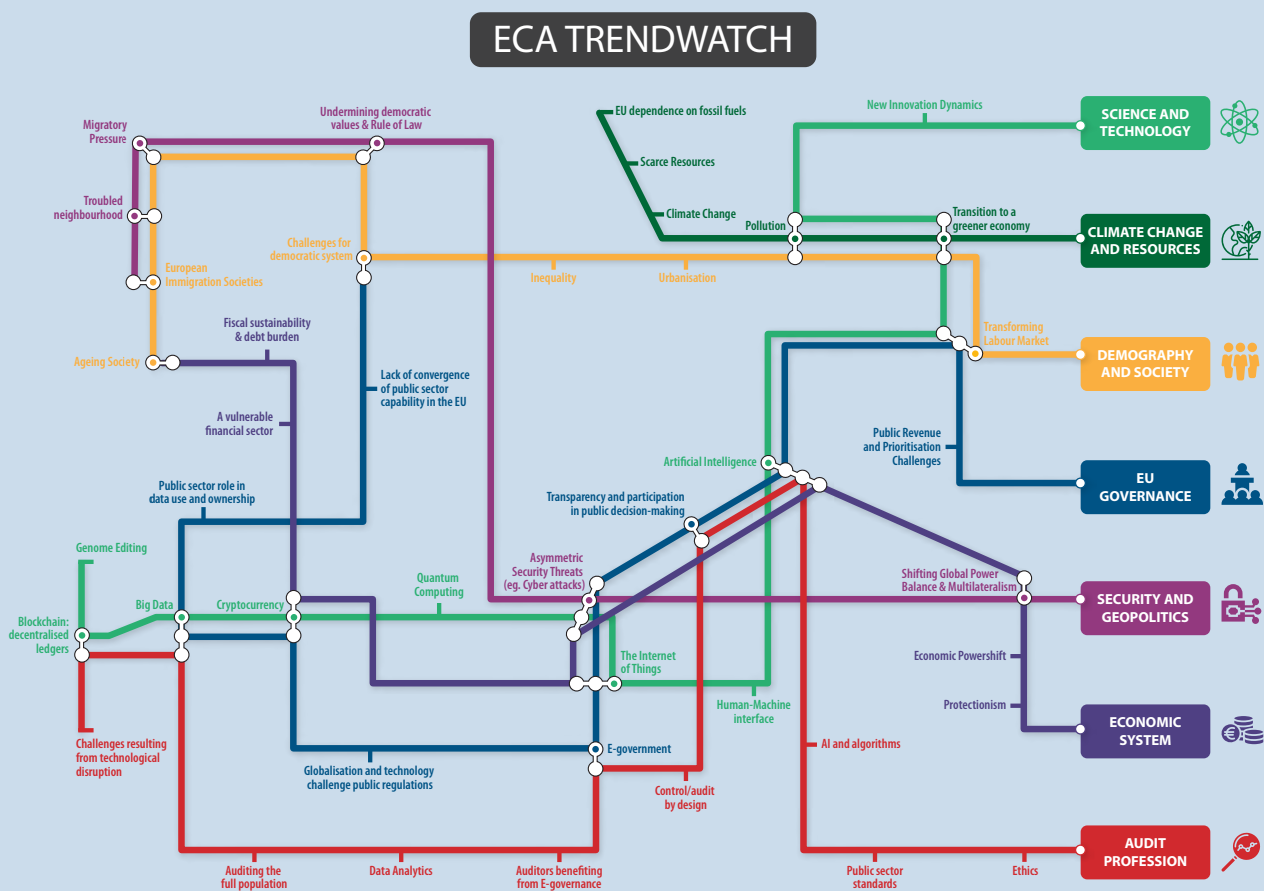 ECA TRENDWATCH
New Innovation Dynamics
SCIENCE AND
TECHNOLOGY
EU dependence on fossil fuels
Undermining democratic
values & Rule of Law
Migratory
Pressure
Scarce Resources
Troubled
neighbourhood
Climate Change
Pollution
Transition to a
greener economy
CLIMATE CHANGE
AND RESOURCES
Challenges for
democratic system
European
Immigration Societies
Inequality
Urbanisation
Fiscal sustainability
& debt burden
Transforming
Labour Market
Ageing Society
DEMOGRAPHY
AND SOCIETY
Lack of convergence
of public sector
capability in the EU
A vulnerable
financial sector
Public Revenue
and Prioritisation
Challenges
Artificial Intelligence
EU
GOVERNANCE
Public sector role in
data use and ownership
Transparency and participation
in public decision-making
Genome Editing
Asymmetric
Security Threats
(eg. Cyber attacks)
Quantum
Computing
Shifting Global Power
Balance & Multilateralism
SECURITY AND
GEOPOLITICS
Big Data
Cryptocurrency
Blockchain:
decentralised
ledgers
The Internet
of Things
Economic Powershift
Human-Machine
interface
Protectionism
ECONOMIC
SYSTEM
Challenges resulting
from technological
disruption
E-government
AI and algorithms
Globalisation and technology
challenge public regulations
Control/audit
by design
AUDIT
PROFESSION
Auditing the
full population
Data Analytics
Auditors benefiting
from E-governance
Public sector
standards
Ethics